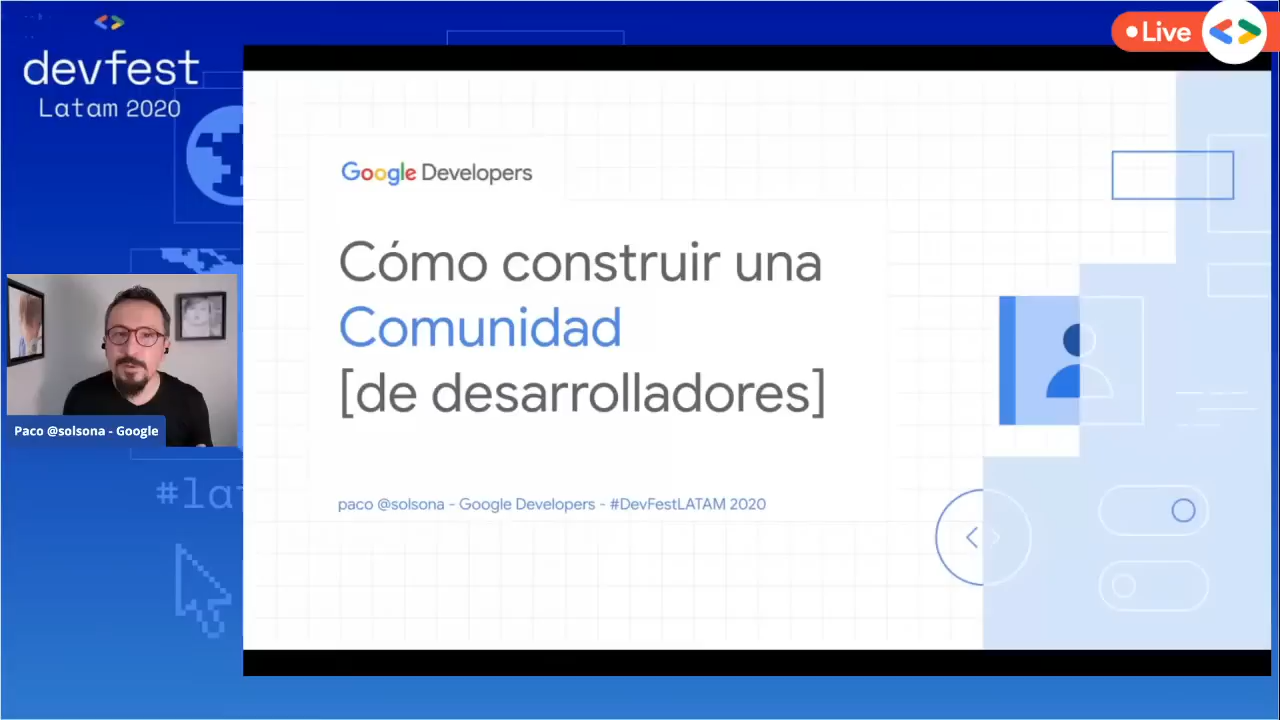 devfest
Latam 2020
Live
Google Developers
Cómo construir una
Comunidad
[de desarrolladores]
paco @solsona - Google Developers - #DevFestLATAM 2020
Paco @solsona - Google
#lat